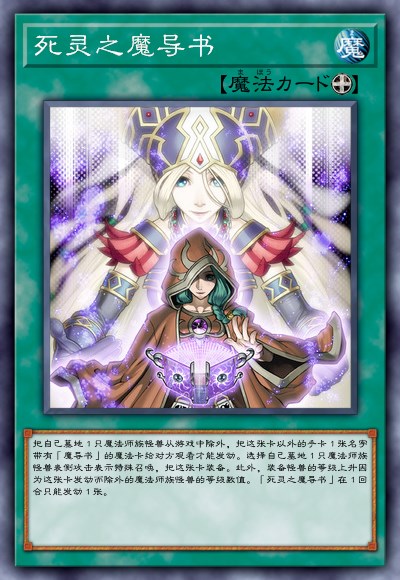 死灵之魔导书
魔
【魔法カード】
まほう
把自己墓地1只魔法师族怪兽从游戏中除外,把这张卡以外的手卡1张名字
带有「魔导书」的魔法卡给对方观看才能发动。选择自己墓地1只魔法师族怪
兽表侧攻击表示特殊召唤,把这张卡装备。此外,装备怪兽的等级上升因
为这张卡发动而除外的魔法师族怪兽的等级数值。「死灵之魔导书」在1回
合只能发动1张。